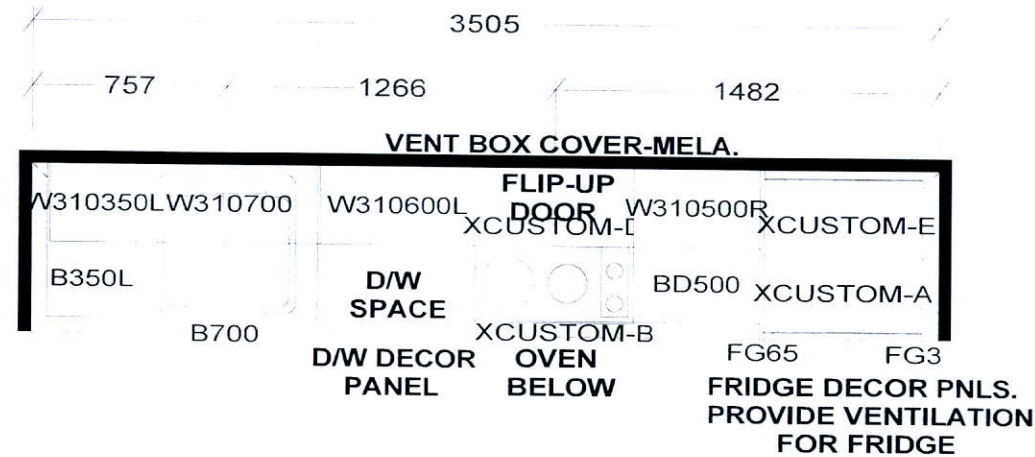 3505
757 1266 1482
VENT BOX COVER-MELA.
FLIP-UP
DOOR
W310350L W310700 W310600L W310500R
XCUSTOM-D XCUSTOM-E
B350L D/W
SPACE BD500 XCUSTOM-A
B700 XCUSTOM-B
D/W DECOR
PANEL
OVEN
BELOW
FG65 FG3
FRIDGE DECOR PNLS.
PROVIDE VENTILATION
FOR FRIDGE